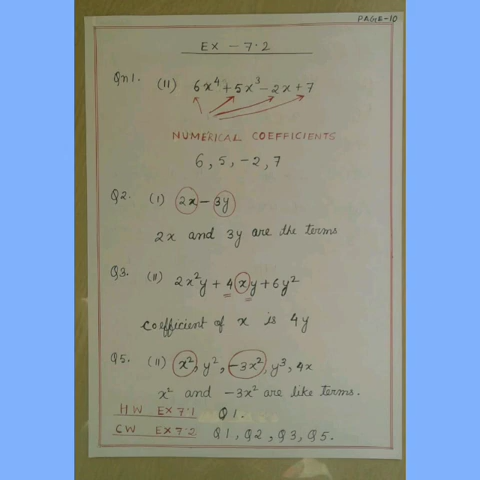 PAGE-10
EX - 7.2
Qn1. (II) 6x⁴ + 5x³ - 2x + 7
NUMERICAL COEFFICIENTS
6, 5, -2, 7
Q2. (I) 2x - 3y
2x and 3y are the terms
Q3. (II) 2x²y + 4xy + 6y²
coefficient of x is 4y
Q5. (II) x², y², -3x², y³, 4x
x² and -3x² are like terms.
HW EX 7.1 Q1.
CW EX 7.2 Q1, Q2, Q3, Q5.